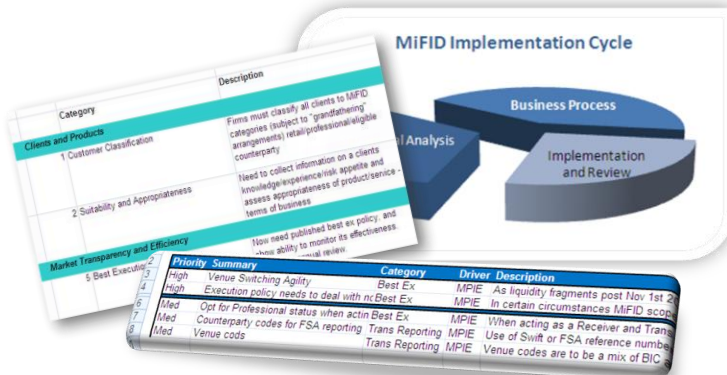 MiFID Implementation Cycle
Business Process
al Analysis
Implementation
and Review
Category Description
Clients and Products
1 Customer Classification Firms must classify all clients to MiFID
categories (subject to "grandfathering"
arrangements) retail/professional/eligible
counterparty
2 Suitability and Appropriateness Need to collect information on a clients
knowledge/experience/risk appetite and
assess appropriateness of product/service -
terms of business
Market Transparency and Efficiency
5 Best Execution Now need published best ex policy, and
show ability to monitor its effectiveness.
review.
2 Priority Summary Category Driver Description
3 High Venue Switching Agility Best Ex MPIE As liquidity fragments post Nov 1st
4 High Execution policy needs to deal with Best Ex MPIE In certain circumstances MiFID scop
6 Med Opt for Professional status when actin Best Ex MPIE When acting as a Receiver and Trans
7 Med Counterparty codes for FSA reporting Trans Reporting MPIE Use of Swift or FSA reference numbe
8 Med Venue cods Trans Reporting MPIE Venue codes are to be a mix of BIC